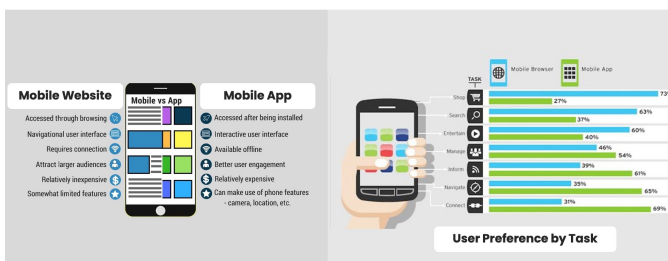 Mobile Website
Accessed through browsing
Navigational user interface
Requires connection
Attract larger audiences
Relatively inexpensive
Somewhat limited features
Mobile vs App
Mobile App
Accessed after being installed
Interactive user interface
Available offline
Better user engagement
Relatively expensive
Can make use of phone features
- camera, location, etc.
Mobile Browser
Mobile App
TASK
Shop
73%
27%
Search
63%
37%
Entertain
60%
40%
Manage
46%
54%
Inform
39%
61%
Navigate
35%
65%
Connect
31%
69%
User Preference by Task